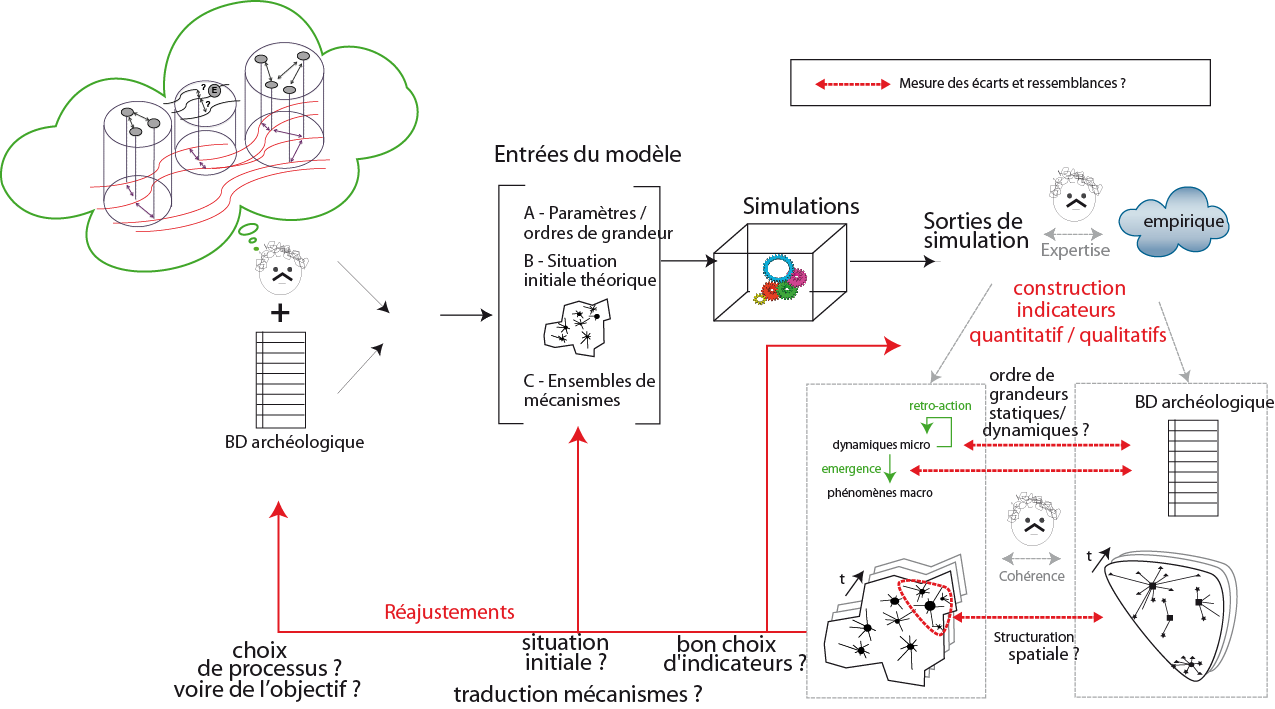 ?
E
?
Mesure des écarts et ressemblances ?
Entrées du modèle
A - Paramètres /
ordres de grandeur
B - Situation
initiale théorique
C - Ensembles de
mécanismes
+
BD archéologique
Simulations
Sorties de
simulation
Expertise
empirique
construction
indicateurs
quantitatif / qualitatifs
ordre de
grandeurs
statiques/
dynamiques ?
retro-action
dynamiques micro
emergence
phénomènes macro
BD archéologique
Cohérence
t
t
Structuration
spatiale ?
Réajustements
choix
de processus ?
voire de l'objectif ?
situation
initiale ?
traduction mécanismes ?
bon choix
d'indicateurs ?